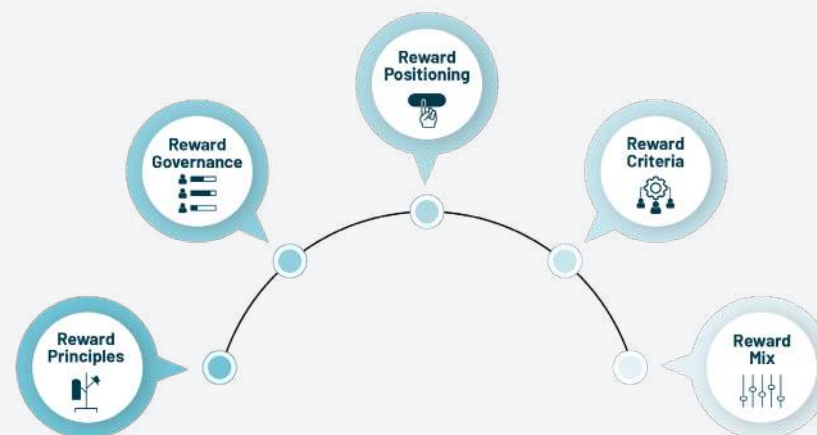 Reward
Positioning
Reward
Governance
Reward
Criteria
Reward
Principles
Reward
Mix